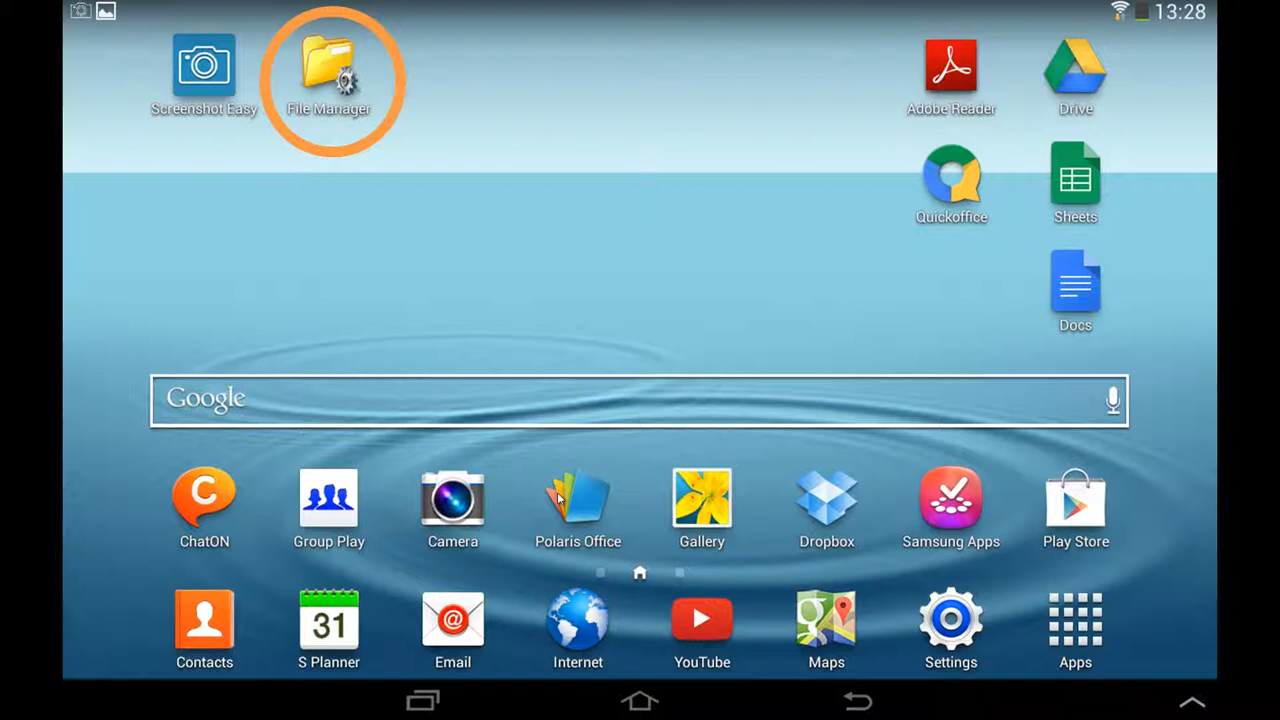 13:28
Screenshot Easy
File Manager
Adobe Reader
Drive
Quickoffice
Sheets
Docs
Google
C
ChatON
Group Play
Camera
Polaris Office
Gallery
Dropbox
Samsung Apps
Play Store
31
@
g
Contacts
S Planner
Email
Internet
YouTube
Maps
Settings
Apps